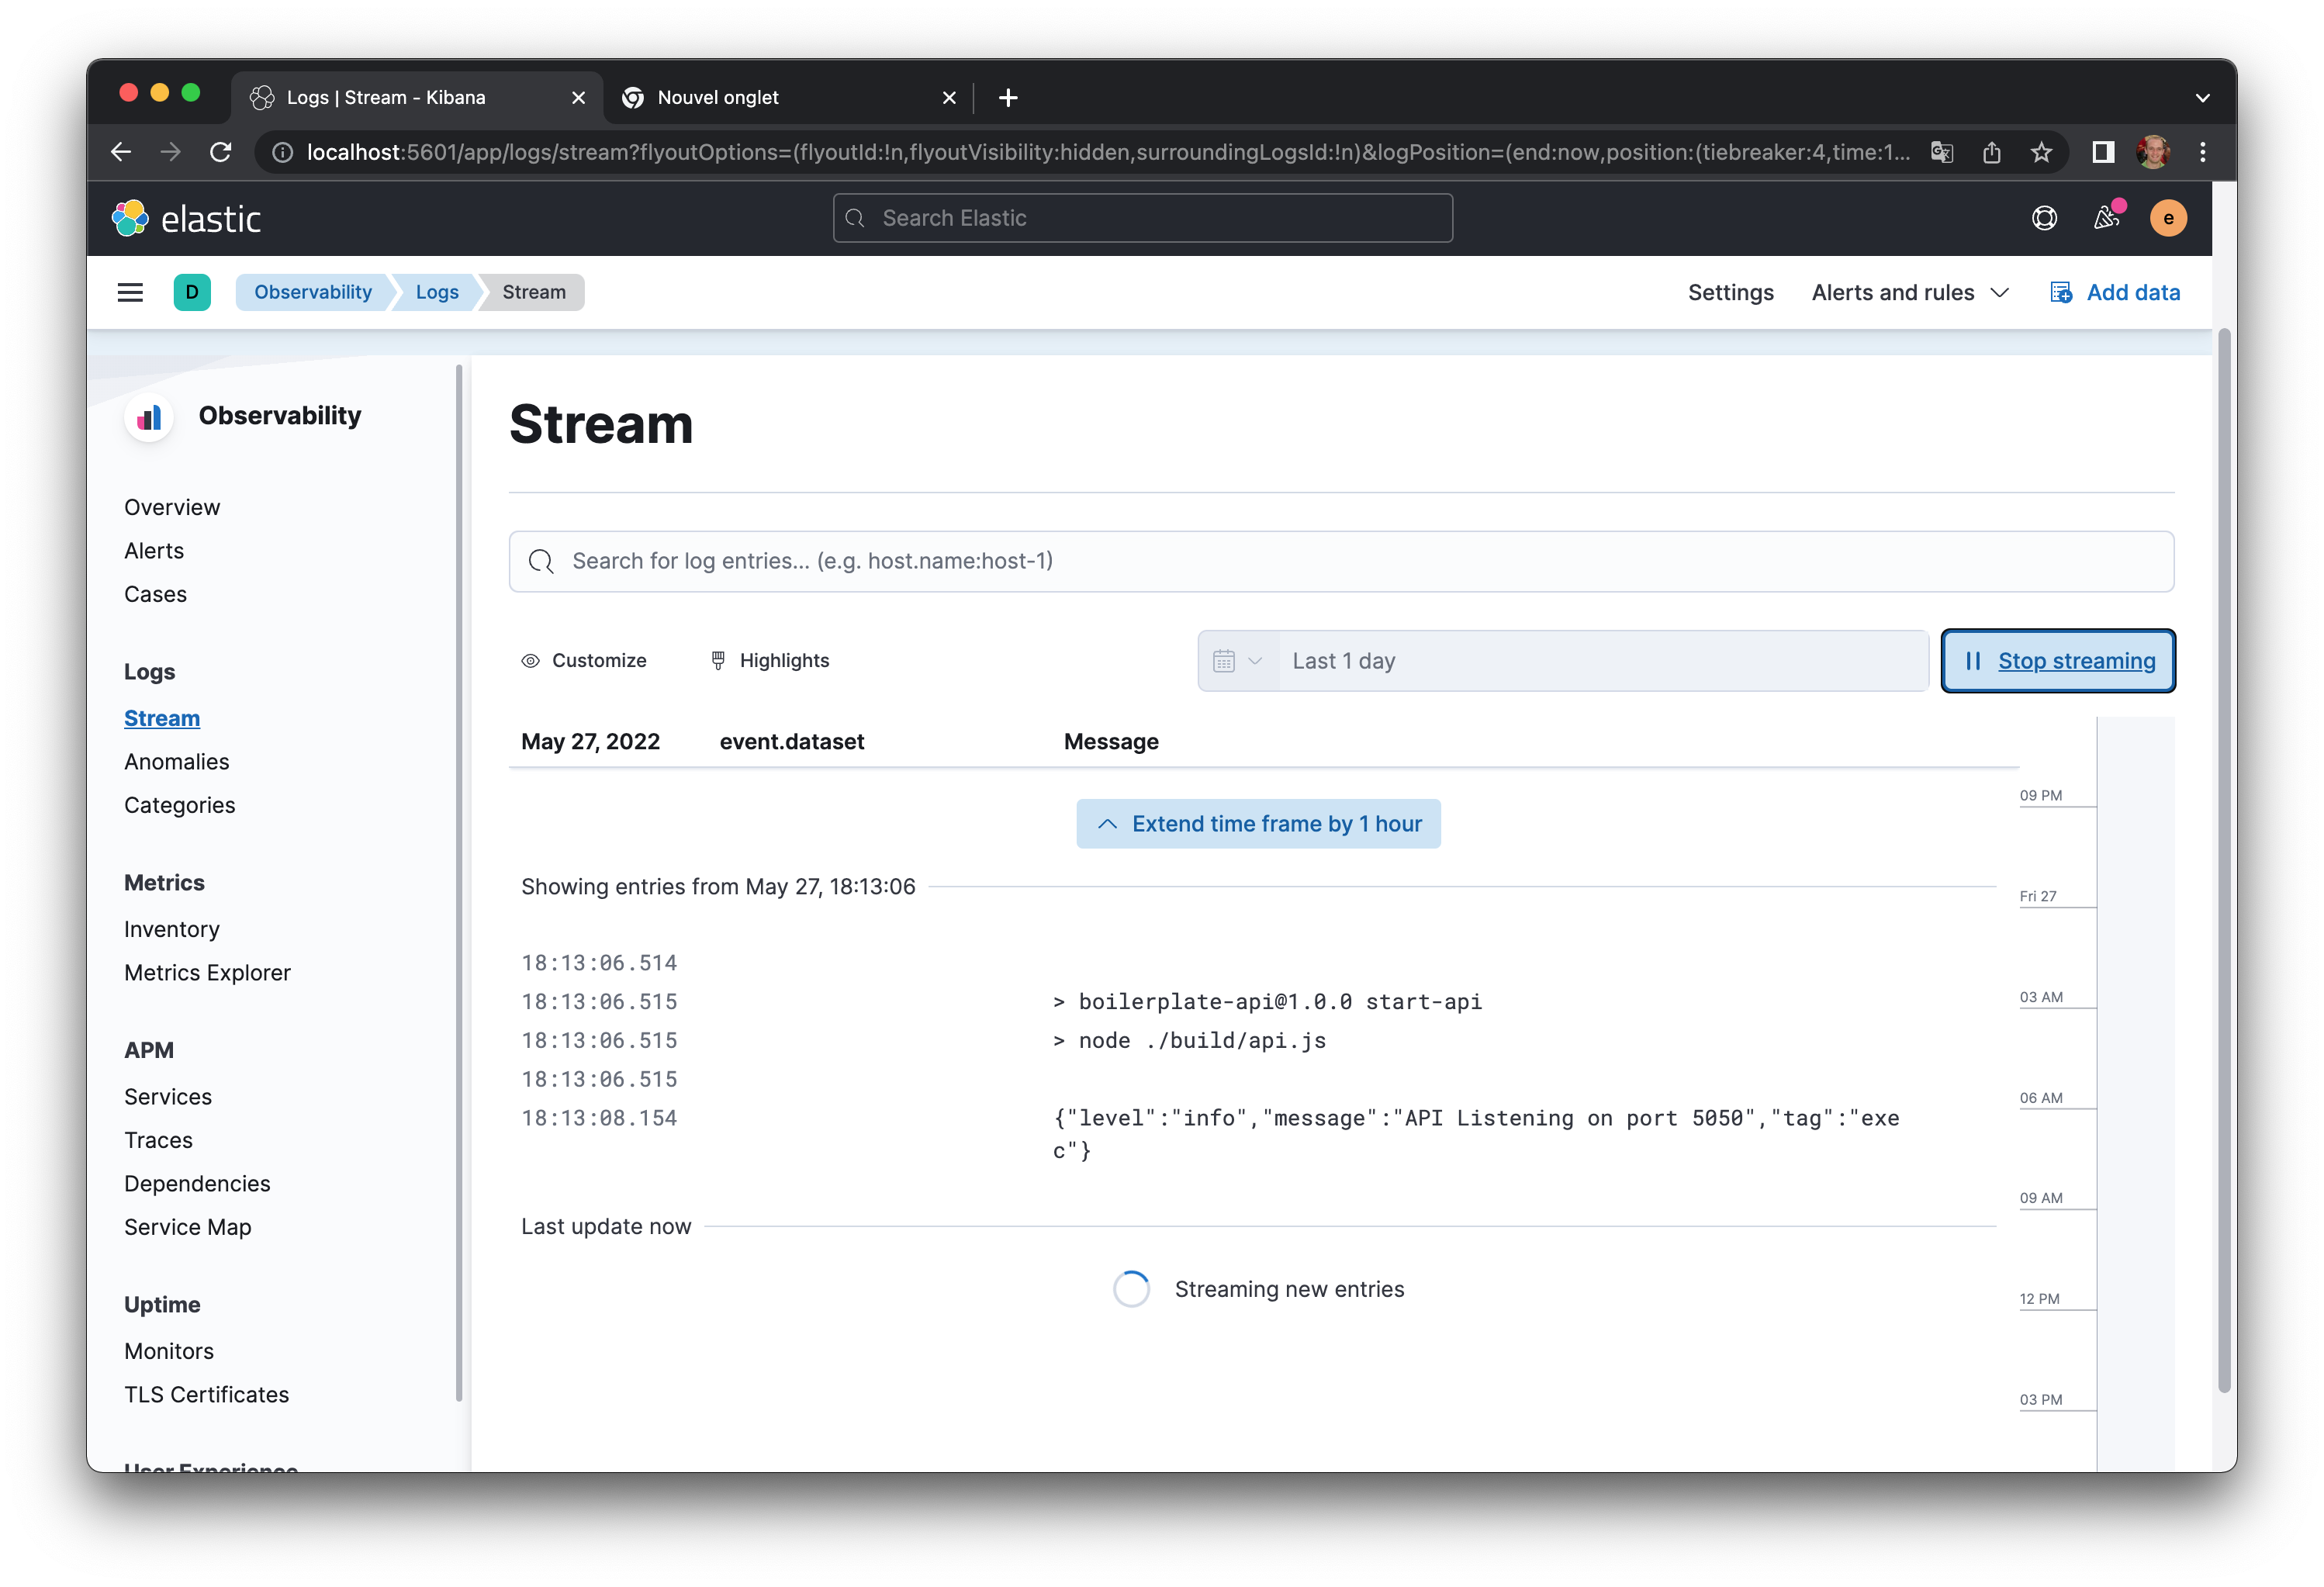 Logs | Stream - Kibana
Nouvel onglet
localhost:5601/app/logs/stream?flyoutOptions=(flyoutId:!n,flyoutVisibility:hidden,surroundingLogsId:!n)&logPosition=(end:now,position:(tiebreaker:4,time:1...
elastic
Search Elastic
e
D
Observability
Logs
Stream
Settings
Alerts and rules
Add data
Observability
Overview
Alerts
Cases
Logs
Stream
Anomalies
Categories
Metrics
Inventory
Metrics Explorer
APM
Services
Traces
Dependencies
Service Map
Uptime
Monitors
TLS Certificates
User Experience
Stream
Search for log entries... (e.g. host.name:host-1)
Customize
Highlights
Last 1 day
Stop streaming
May 27, 2022
event.dataset
Message
Extend time frame by 1 hour
Showing entries from May 27, 18:13:06
18:13:06.514
18:13:06.515 > boilerplate-api@1.0.0 start-api
18:13:06.515 > node ./build/api.js
18:13:06.515
18:13:08.154 {"level":"info","message":"API Listening on port 5050","tag":"exe
c"}
Last update now
Streaming new entries
09 PM
Fri 27
03 AM
06 AM
09 AM
12 PM
03 PM